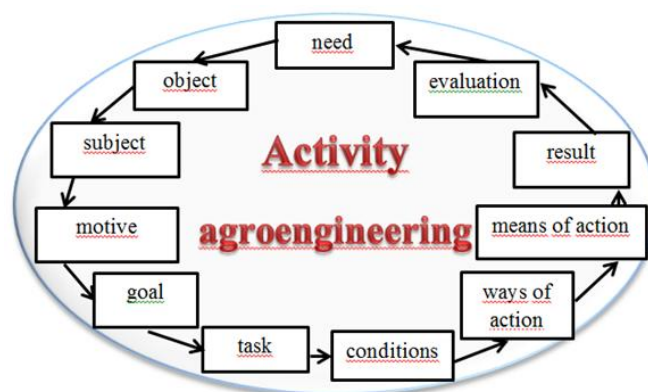 need
object
evaluation
subject
Activity
result
motive
agroengineering
means of action
goal
ways of
action
task
conditions